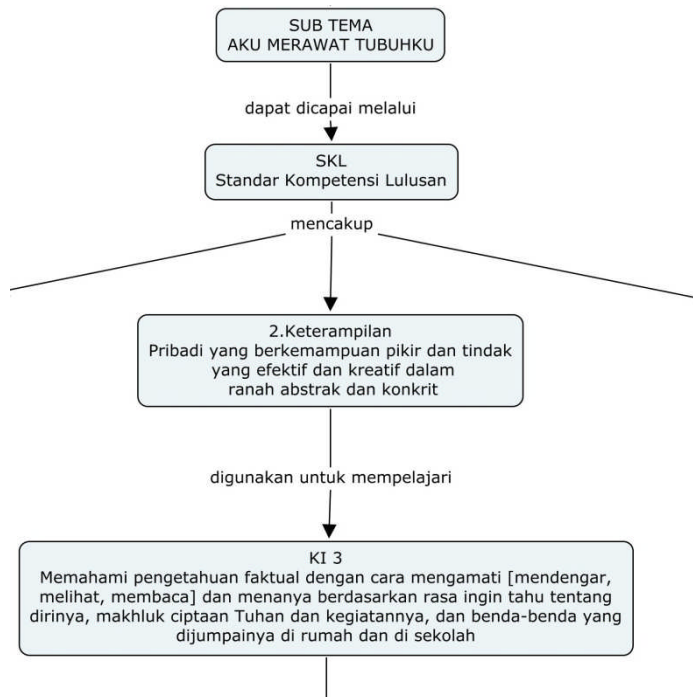 SUB TEMA
AKU MERAWAT TUBUHKU
dapat dicapai melalui
SKL
Standar Kompetensi Lulusan
mencakup
2.Keterampilan
Pribadi yang berkemampuan pikir dan tindak
yang efektif dan kreatif dalam
ranah abstrak dan konkrit
digunakan untuk mempelajari
KI 3
Memahami pengetahuan faktual dengan cara mengamati [mendengar,
melihat, membaca] dan menanya berdasarkan rasa ingin tahu tentang
dirinya, makhluk ciptaan Tuhan dan kegiatannya, dan benda-benda yang
dijumpainya di rumah dan di sekolah